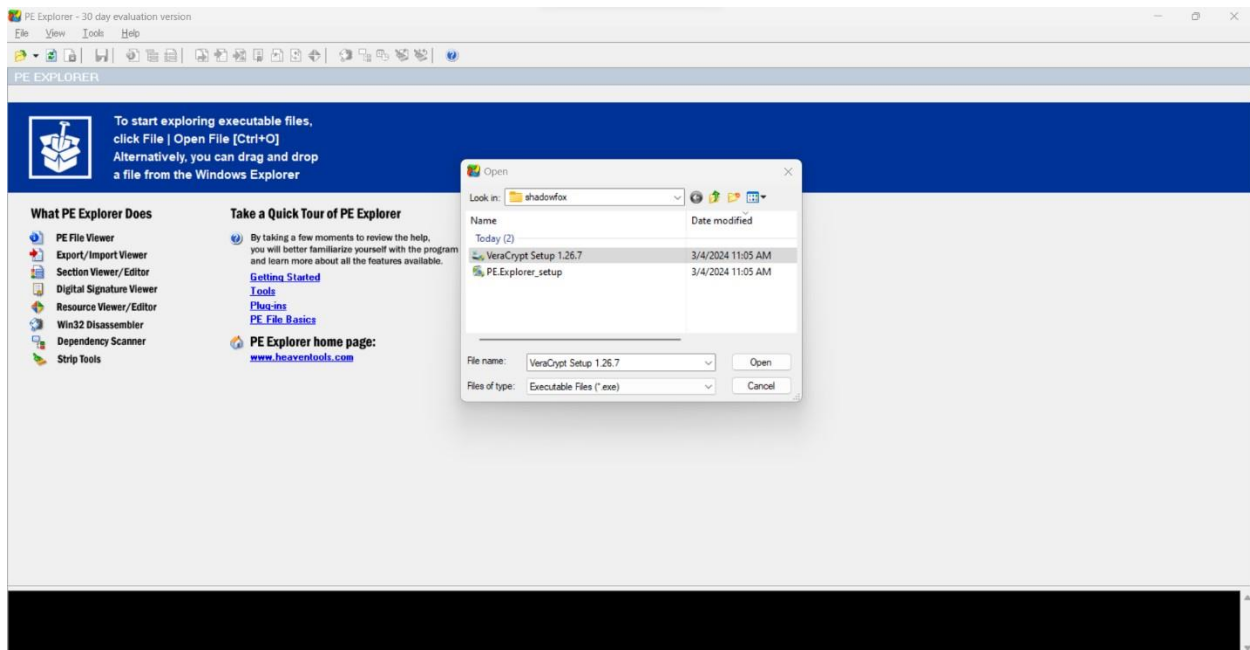 PE Explorer - 30 day evaluation version
File View Tools Help
PE EXPLORER
To start exploring executable files,
click File | Open File [Ctrl+O]
Alternatively, you can drag and drop
a file from the Windows Explorer
What PE Explorer Does
PE File Viewer
Export/Import Viewer
Section Viewer/Editor
Digital Signature Viewer
Resource Viewer/Editor
Win32 Disassembler
Dependency Scanner
Strip Tools
Take a Quick Tour of PE Explorer
By taking a few moments to review the help,
you will better familiarize yourself with the program
and learn more about all the features available.
Getting Started
Tools
Plug-ins
PE File Basics
PE Explorer home page:
www.heaventools.com
Open
Look in: shadowfox
Name Date modified
Today (2)
VeraCrypt Setup 1.26.7 3/4/2024 11:05 AM
PE.Explorer_setup 3/4/2024 11:05 AM
File name: VeraCrypt Setup 1.26.7 Open
Files of type: Executable Files (*.exe) Cancel